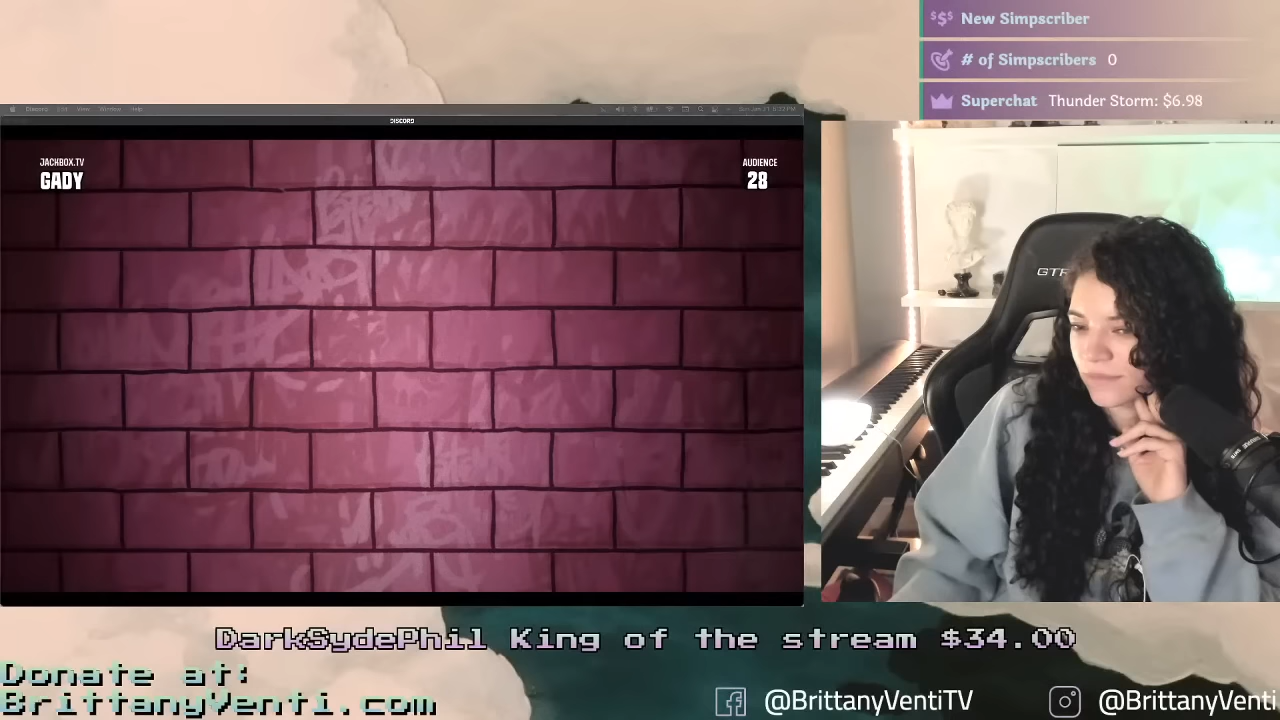 New Simpscriber
# of Simpscribers 0
Superchat Thunder Storm: $6.98
DISCORD
JACKBOX.TV
GADY
AUDIENCE
28
GTR
DarkSydePhil King of the stream $34.00
Donate at:
BrittanyVenti.com
@BrittanyVentiTV
@BrittanyVenti